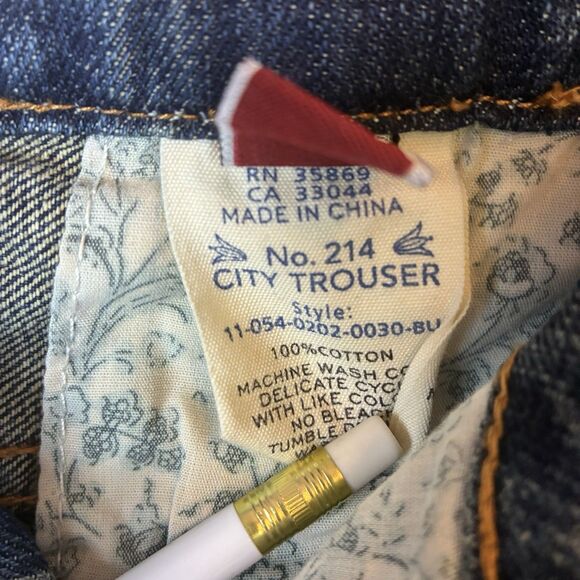 RN 35869
CA 33044
MADE IN CHINA
No. 214
CITY TROUSER
Style:
11-054-0202-0030-BU
100%COTTON
MACHINE WASH
DELICATE
WITH LIKE
NO
TUMBLE